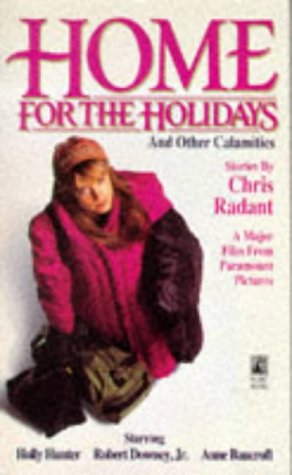 HOME
FOR THE HOLIDAYS
And Other Calamities
Stories By
Chris
Radant
A Major
Film From
Paramount
Pictures
Starring
Holly Hunter Robert Downey, Jr. Anne Bancroft